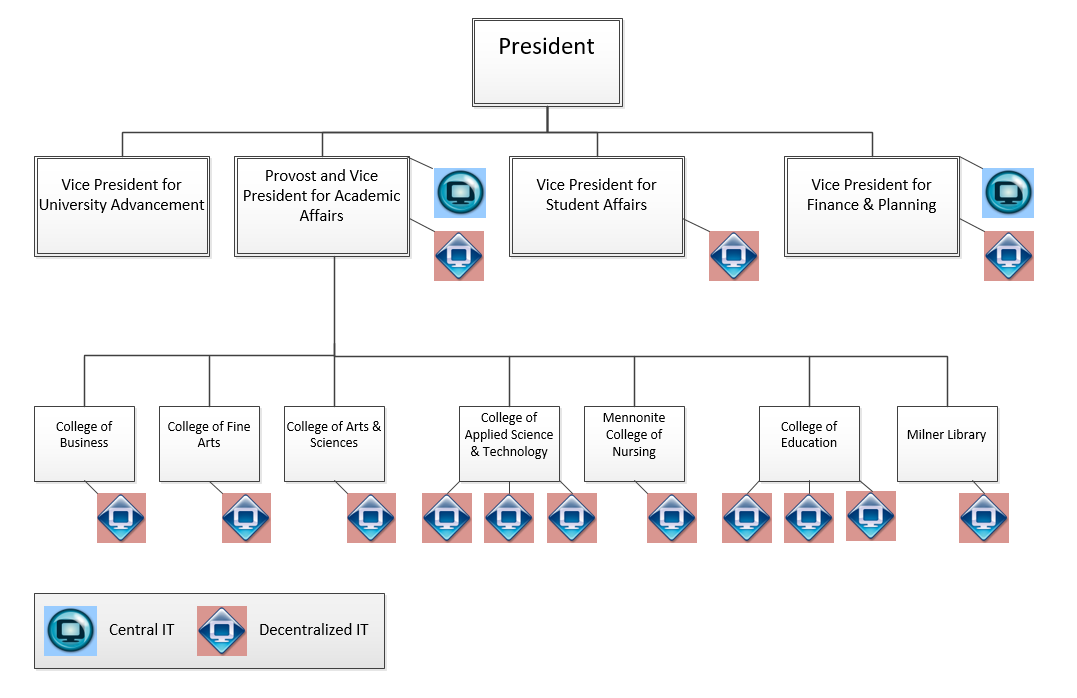 President
Vice President for
University Advancement
Provost and Vice
President for Academic
Affairs
Vice President for
Student Affairs
Vice President for
Finance & Planning
College of
Business
College of Fine
Arts
College of Arts &
Sciences
College of
Applied Science
& Technology
Mennonite
College of
Nursing
College of
Education
Milner Library
Central IT
Decentralized IT